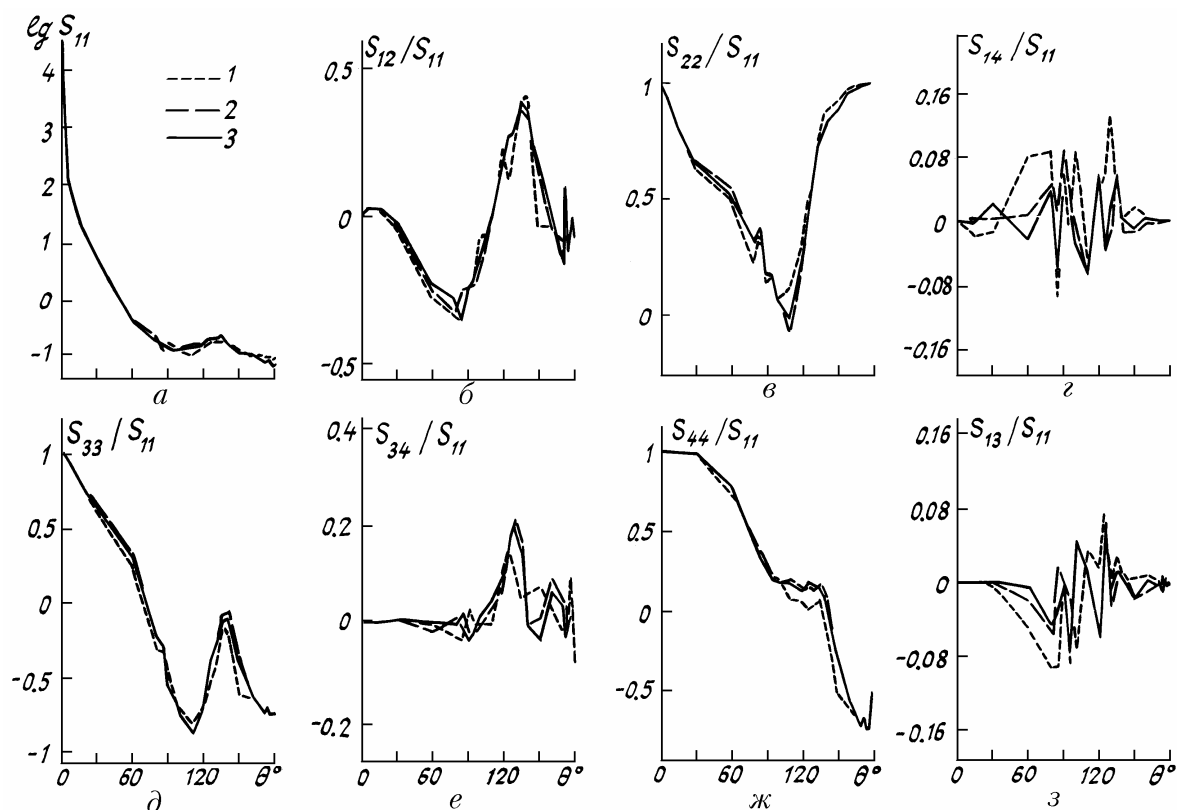 lg S₁₁
4
3
2
1
0
-1
1
2
3
а
S₁₂/S₁₁
0.5
0
-0.5
б
S₂₂/S₁₁
1
0.5
0
в
S₁₄/S₁₁
0.16
0.08
0
-0.08
-0.16
г
S₃₃/S₁₁
1
0.5
0
-0.5
-1
0 60 120 θ°
д
S₃₄/S₁₁
0.4
0.2
0
-0.2
0 60 120 θ°
е
S₄₄/S₁₁
1
0.5
0
-0.5
0 60 120 θ°
ж
S₁₃/S₁₁
0.16
0.08
0
-0.08
-0.16
0 60 120 θ°
з